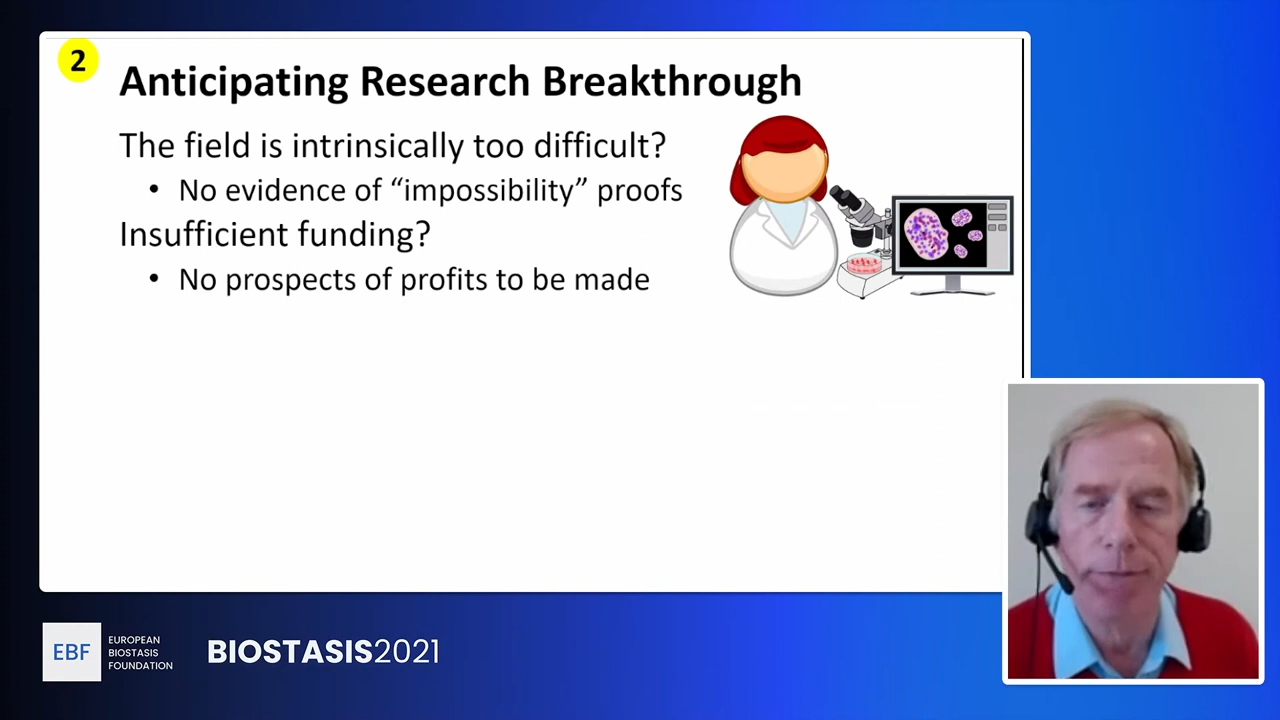 2
Anticipating Research Breakthrough
The field is intrinsically too difficult?
• No evidence of “impossibility” proofs
Insufficient funding?
• No prospects of profits to be made
EBF
EUROPEAN
BIOSTASIS
FOUNDATION
BIOSTASIS2021